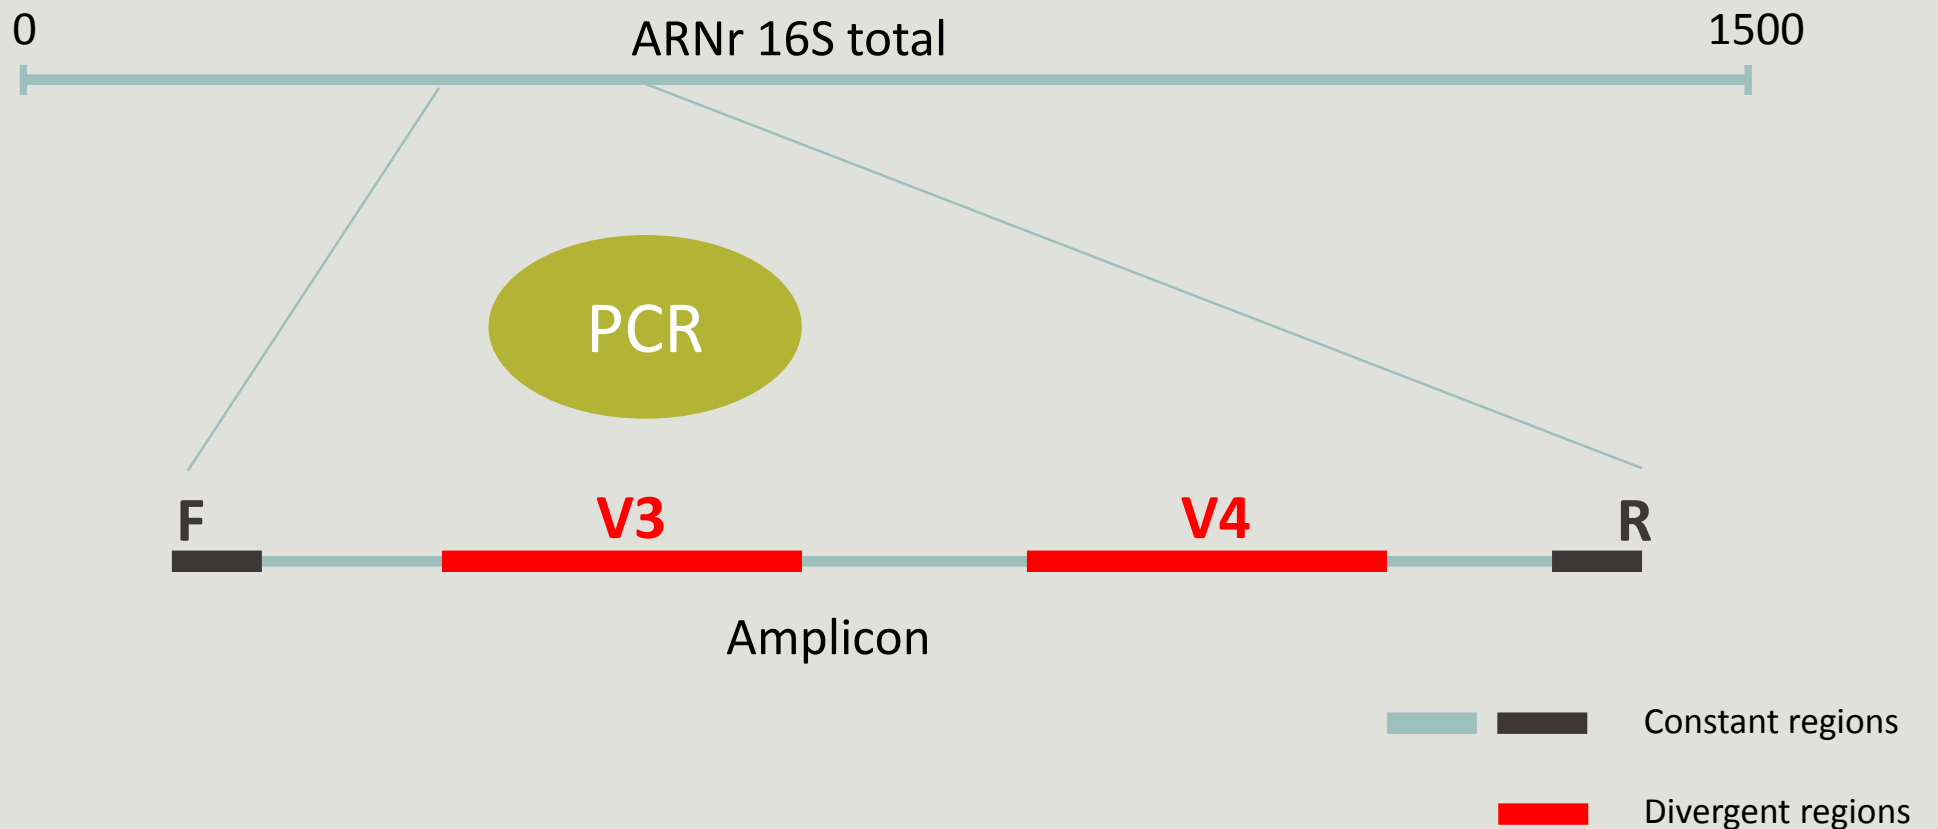 0
ARNr 16S total
1500
PCR
F
V3
V4
R
Amplicon
Constant regions
Divergent regions